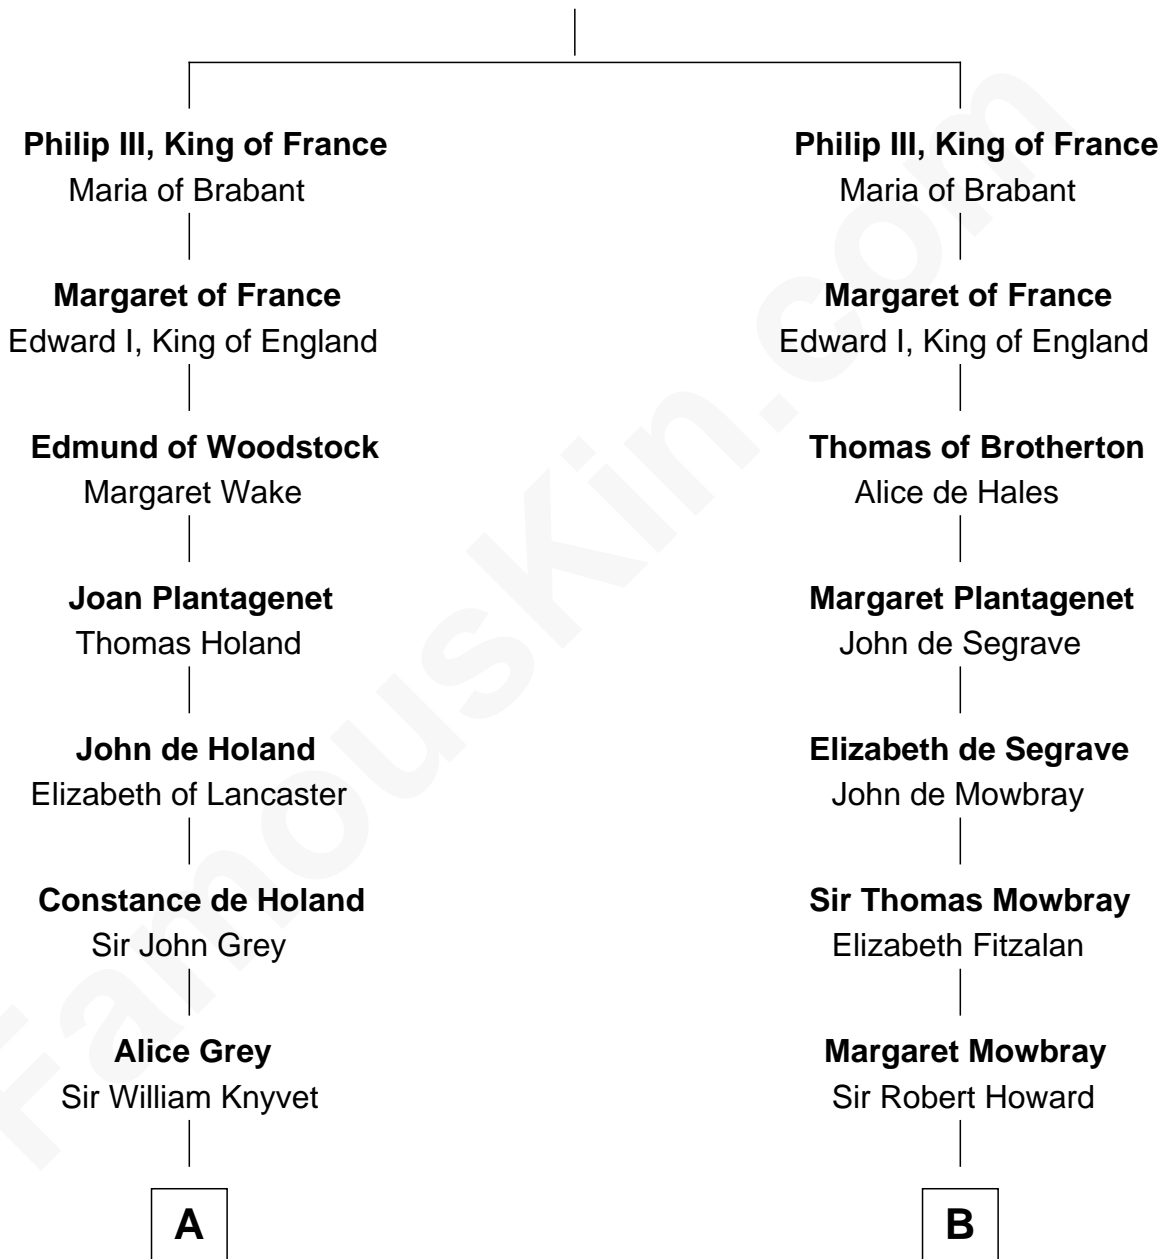 Philip III, King of France
Maria of Brabant
Margaret of France
Edward I, King of England
Edmund of Woodstock
Margaret Wake
Joan Plantagenet
Thomas Holand
John de Holand
Elizabeth of Lancaster
Constance de Holand
Sir John Grey
Alice Grey
Sir William Knyvet
A
Philip III, King of France
Maria of Brabant
Margaret of France
Edward I, King of England
Thomas of Brotherton
Alice de Hales
Margaret Plantagenet
John de Segrave
Elizabeth de Segrave
John de Mowbray
Sir Thomas Mowbray
Elizabeth Fitzalan
Margaret Mowbray
Sir Robert Howard
B
FamousKin.com